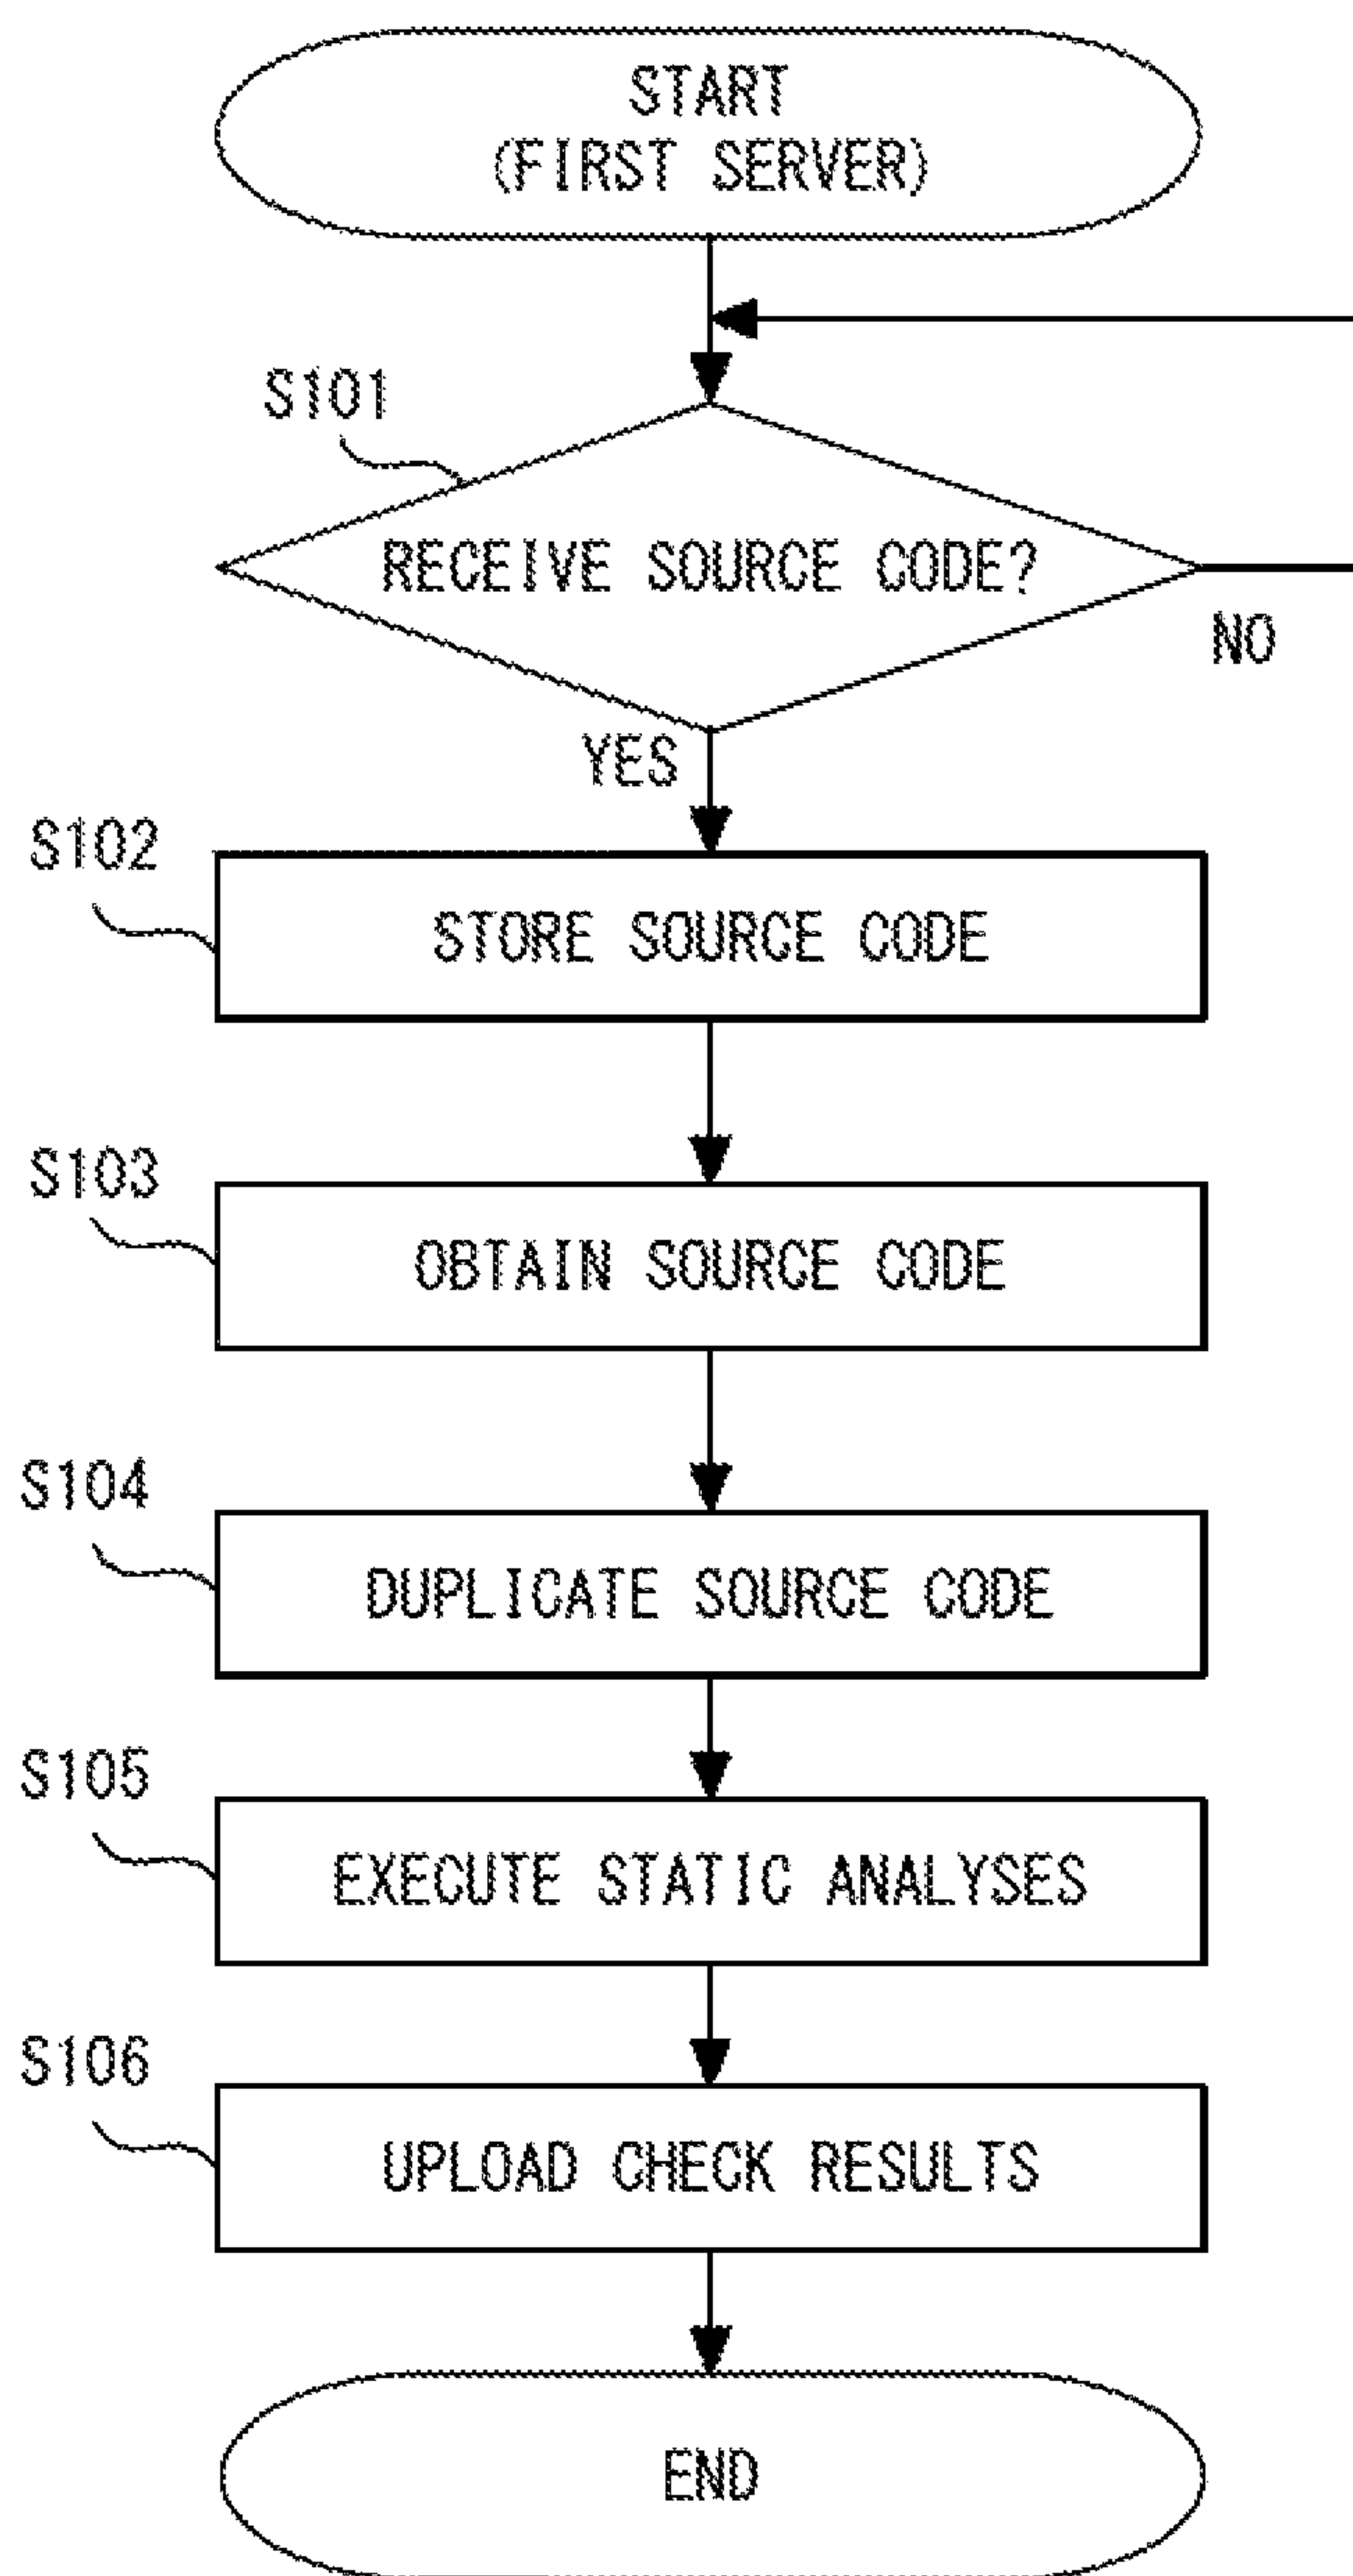 START
(FIRST SERVER)
S101
RECEIVE SOURCE CODE?
NO
YES
S102
STORE SOURCE CODE
S103
OBTAIN SOURCE CODE
S104
DUPLICATE SOURCE CODE
S105
EXECUTE STATIC ANALYSES
S106
UPLOAD CHECK RESULTS
END